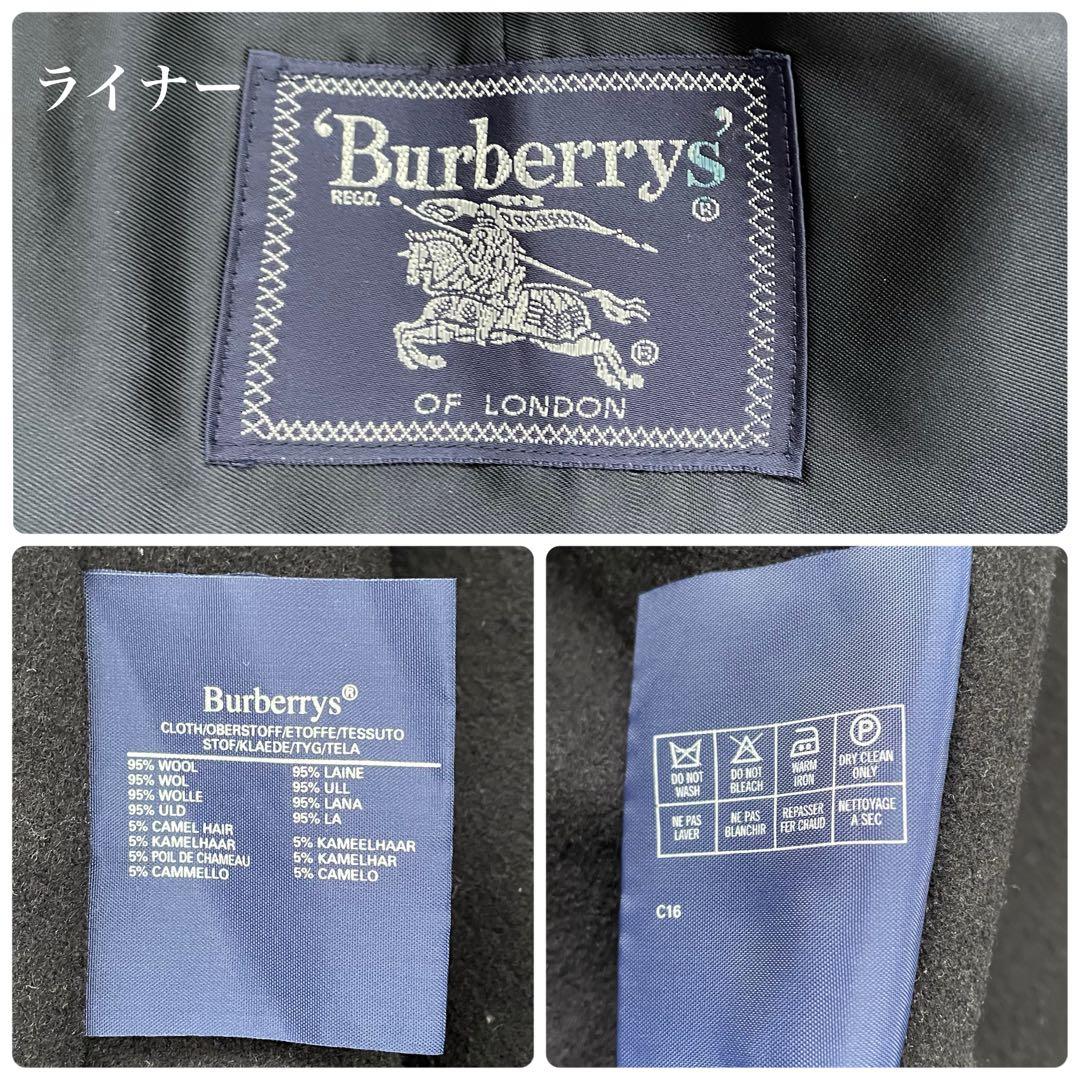 ライナー
'Burberrys'
REGD.
®
PRORSUM
®
OF LONDON
Burberrys®
CLOTH/OBERSTOFF/ETOFFE/TESSUTO
STOF/KLAEDE/TYG/TELA
95% WOOL 95% LAINE
95% WOL 95% ULL
95% WOLLE 95% LANA
95% ULD 95% LA
5% CAMEL HAIR
5% KAMELHAAR 5% KAMEELHAAR
5% POIL DE CHAMEAU 5% KAMELHAR
5% CAMMELLO 5% CAMELO
P
DO NOT WASH
DO NOT BLEACH
WARM IRON
DRY CLEAN ONLY
NE PAS LAVER
NE PAS BLANCHIR
REPASSER FER CHAUD
NETTOYAGE A SEC
C16